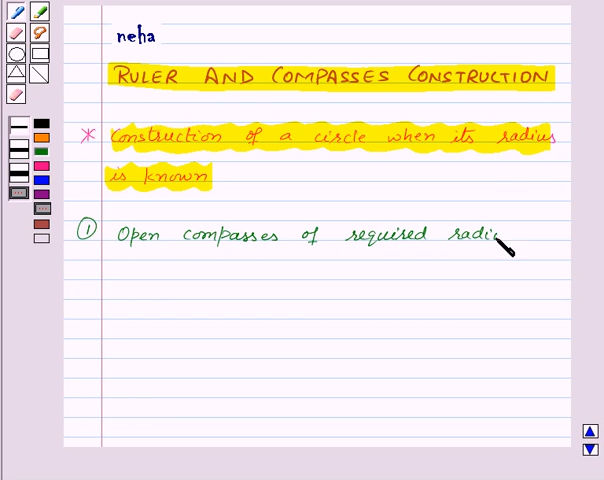 neha
RULER AND COMPASSES CONSTRUCTION
* Construction of a circle when its radius
is known
① Open compasses of required radi